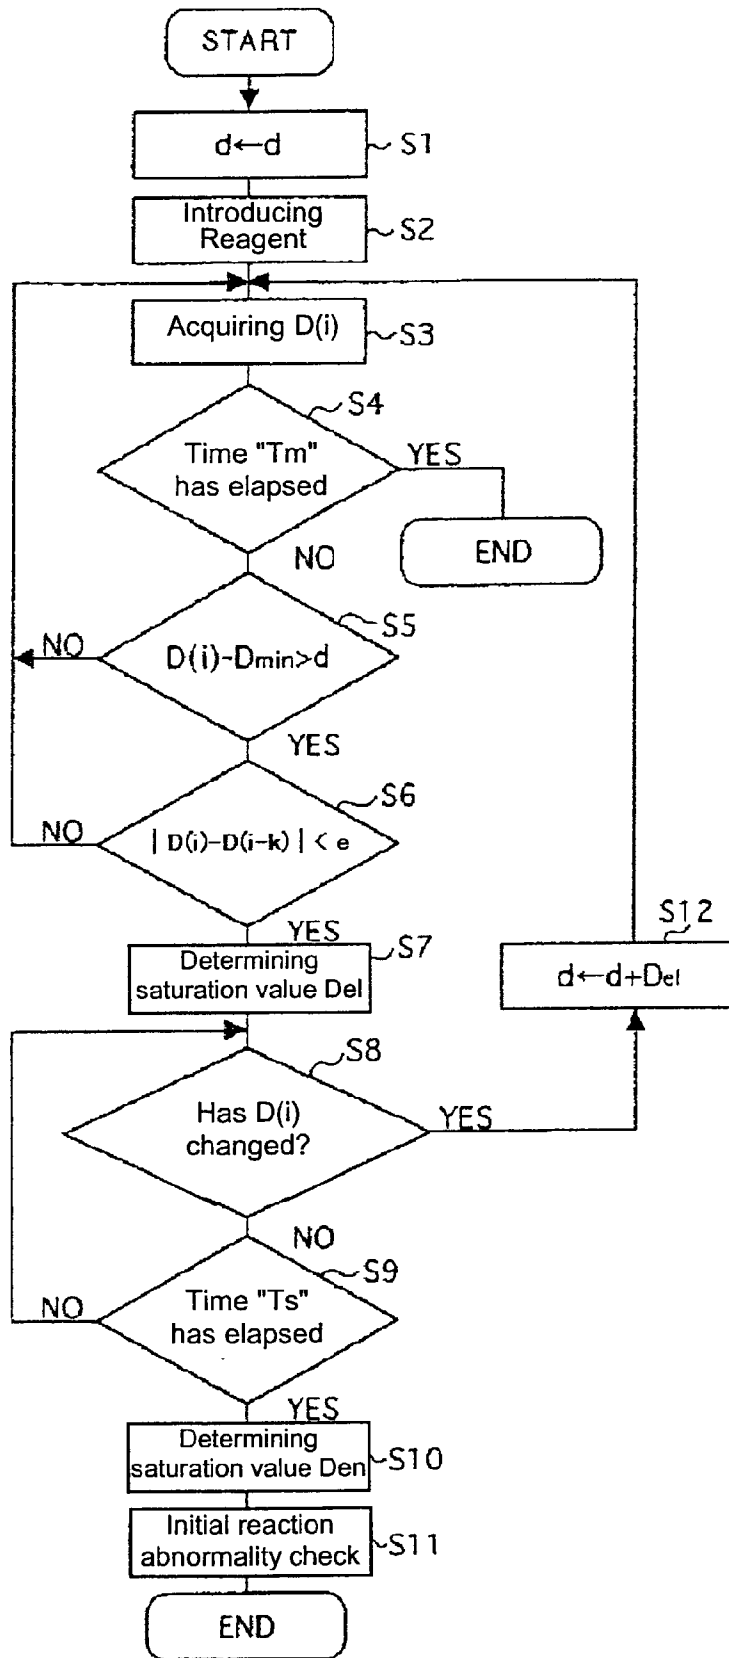 START
d←d
S1
Introducing
Reagent
S2
Acquiring D(i)
S3
S4
Time "Tm"
has elapsed
YES
END
NO
S5
NO
D(i)-Dmin>d
YES
S6
NO
| D(i)-D(i-k) | < e
YES
S7
Determining
saturation value Del
S12
d←d+Del
S8
Has D(i)
changed?
YES
NO
S9
NO
Time "Ts"
has elapsed
YES
Determining
saturation value Den
S10
Initial reaction
abnormality check
S11
END